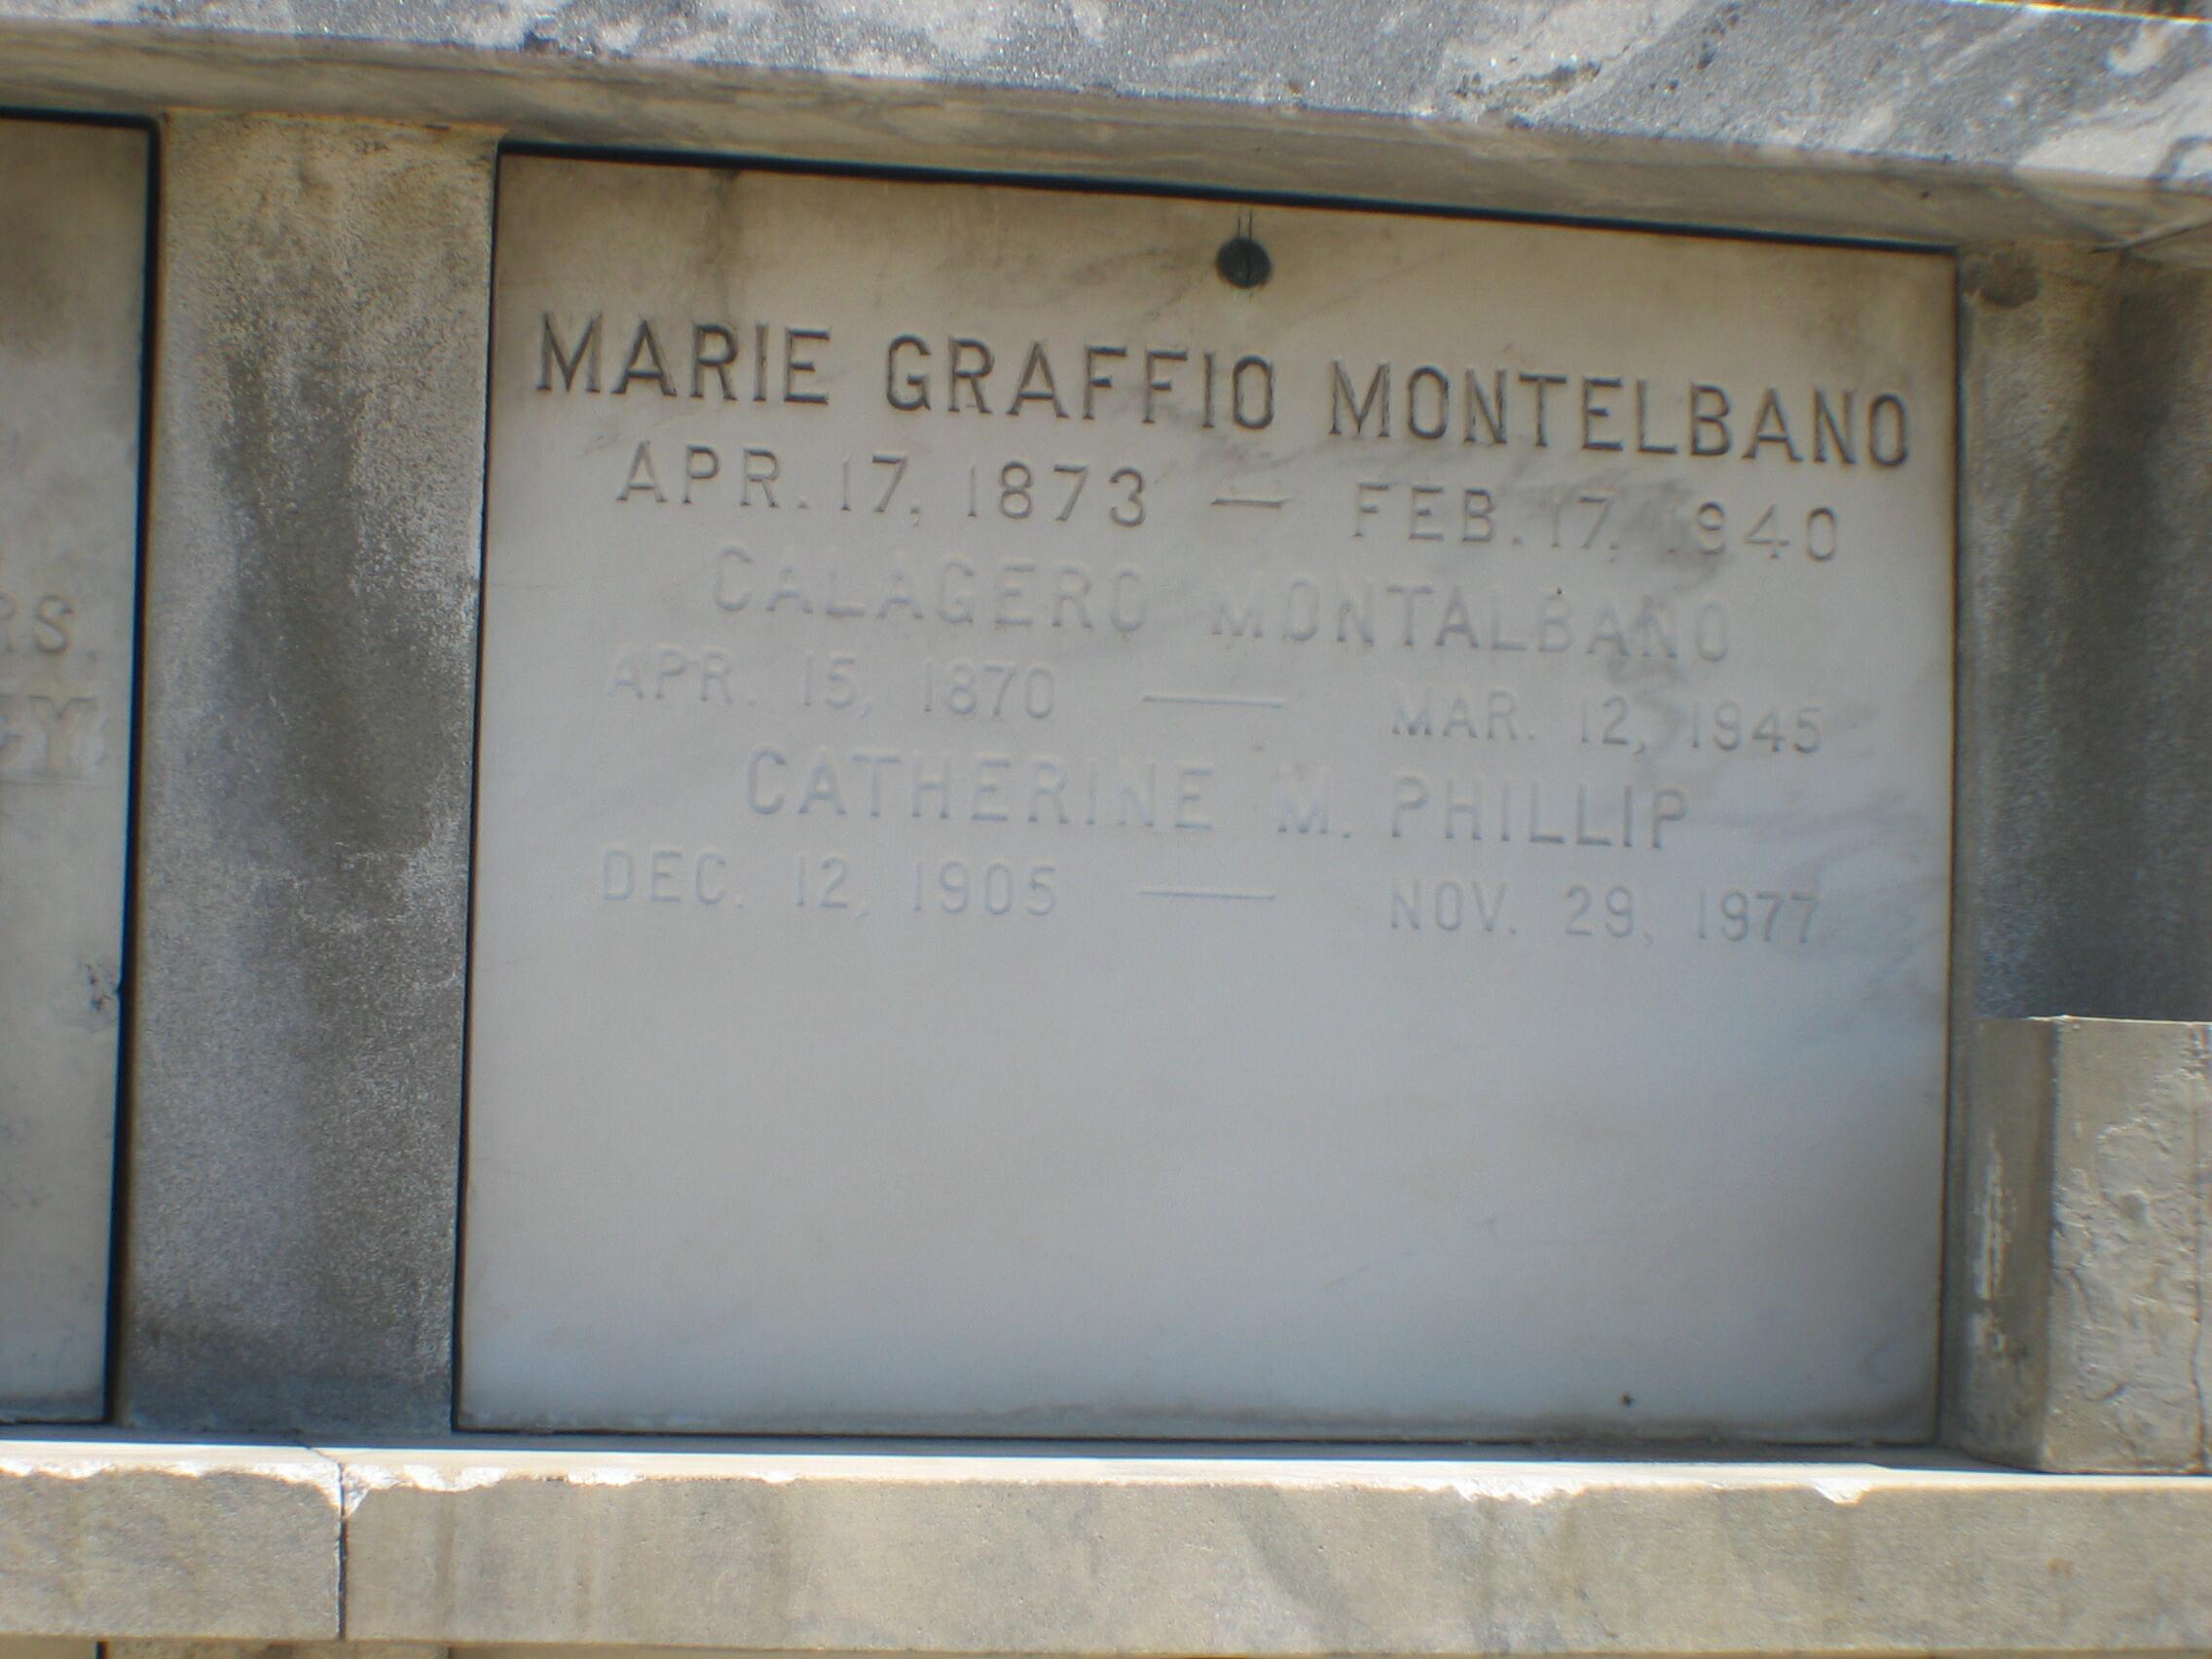 MARIE GRAFFIO MONTELBANO
APR. 17, 1873 — FEB. 17, 1940
CALAGERO MONTALBANO
APR. 15, 1870 — MAR. 12, 1945
CATHERINE M. PHILLIP
DEC. 12, 1905 — NOV. 29, 1977